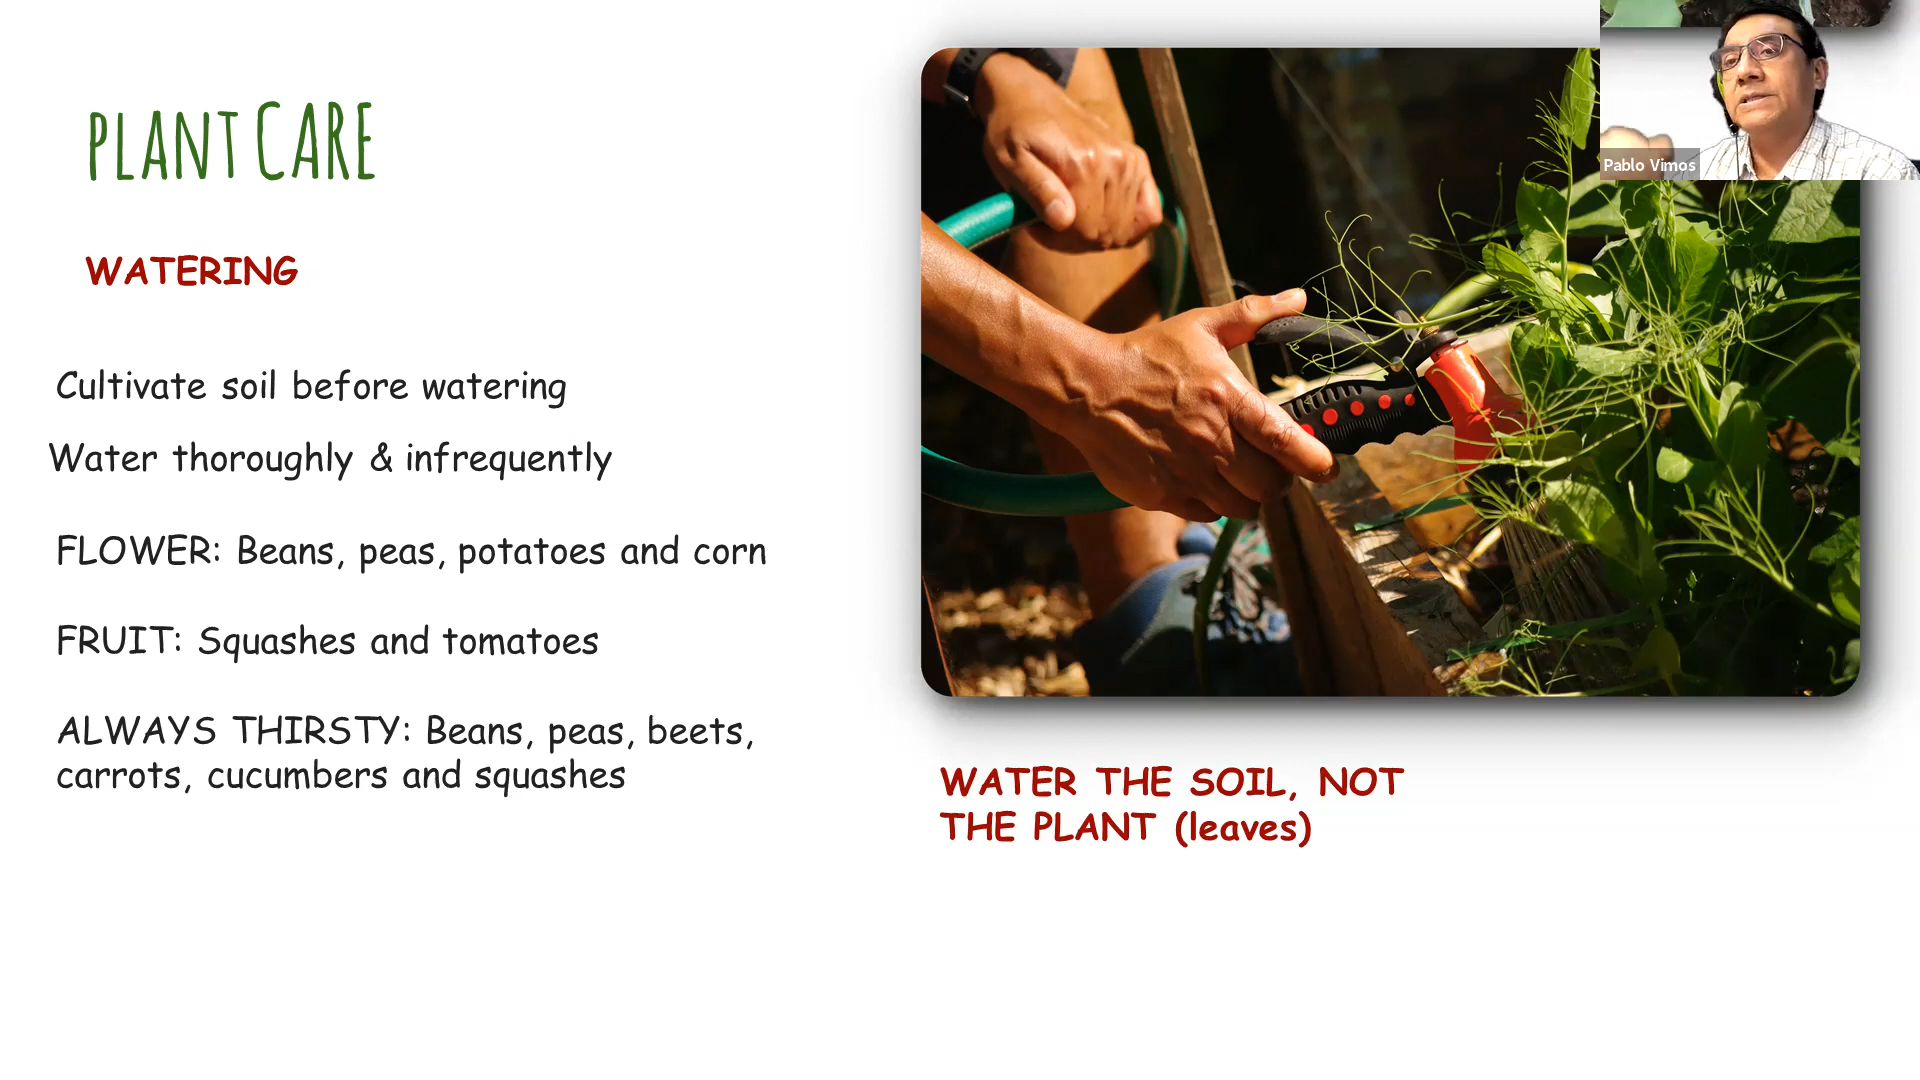 PLANT CARE
WATERING
Cultivate soil before watering
Water thoroughly & infrequently
FLOWER: Beans, peas, potatoes and corn
FRUIT: Squashes and tomatoes
ALWAYS THIRSTY: Beans, peas, beets,
carrots, cucumbers and squashes
Pablo Vimos
WATER THE SOIL, NOT
THE PLANT (leaves)